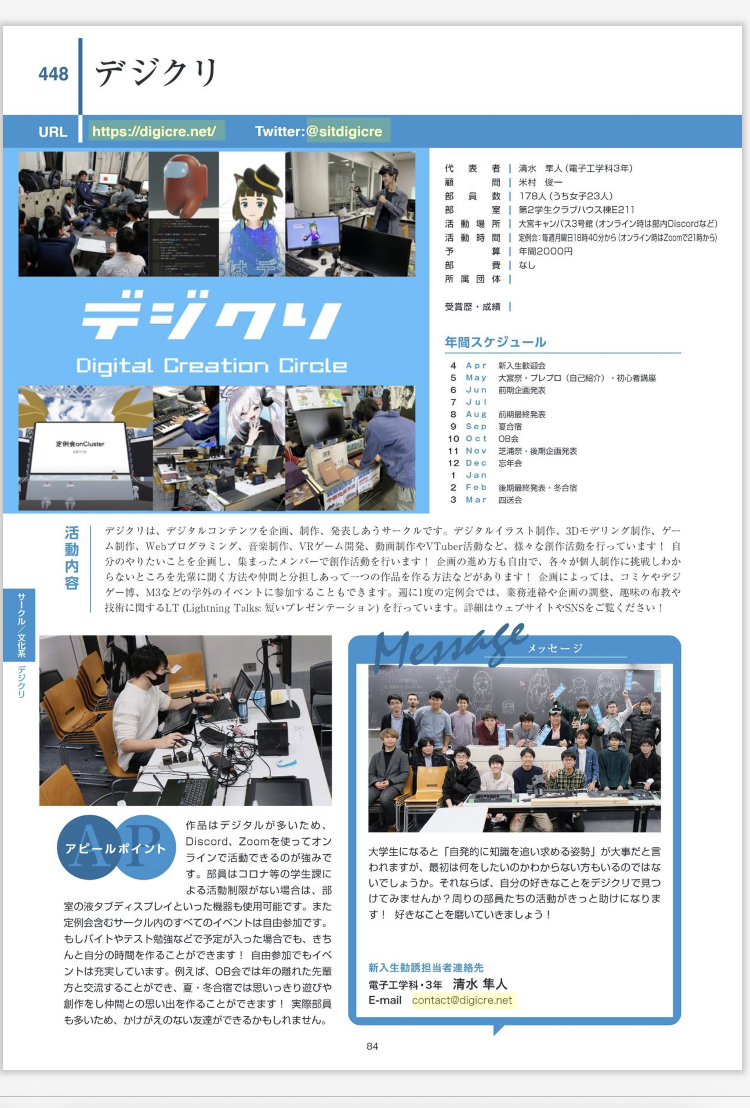 448
デジクリ
URL https://digicre.net/ Twitter:@sitdigicre
デジクリ
Digital Creation Circle
定例会onCluster
代表者 清水 隼人（電子工学科3年）
顧問 米村 俊一
部員数 178人（うち女子23人）
部室 第2学生クラブハウス棟E211
活動場所 大宮キャンパス3号館（オンライン時は部内Discordなど）
活動時間 定例会：毎週月曜日18時40分から（オンライン時はZoomで21時から）
予算 年間2000円
部費 なし
所属団体
受賞歴・成績
年間スケジュール
4 Apr 新入生歓迎会
5 May 大宮祭・プレプロ（自己紹介）・初心者講座
6 Jun 前期企画発表
7 Jul
8 Aug 前期最終発表
9 Sep 夏合宿
10 Oct OB会
11 Nov 芝浦祭・後期企画発表
12 Dec 忘年会
1 Jan
2 Feb 後期最終発表・冬合宿
3 Mar 四送会
活動内容
デジクリは、デジタルコンテンツを企画、制作、発表しあうサークルです。デジタルイラスト制作、3Dモデリング制作、ゲー
ム制作、Webプログラミング、音楽制作、VRゲーム開発、動画制作やVTuber活動など、様々な創作活動を行っています！ 自
分のやりたいことを企画し、集まったメンバーで創作活動を行います！ 企画の進め方も自由で、各々が個人制作に挑戦しわか
らないところを先輩に聞く方法や仲間と分担しあって一つの作品を作る方法などがあります！ 企画によっては、コミケやデジ
ゲー博、M3などの学外のイベントに参加することもできます。週に1度の定例会では、業務連絡や企画の調整、趣味の布教や
技術に関するLT (Lightning Talks: 短いプレゼンテーション) を行っています。詳細はウェブサイトやSNSをご覧ください！
サークル／文化系 デジクリ
AP
アピールポイント
作品はデジタルが多いため、
Discord、Zoomを使ってオン
ラインで活動できるのが強みで
す。部員はコロナ等の学生課に
よる活動制限がない場合は、部
室の液タブディスプレイといった機器も使用可能です。また
定例会含むサークル内のすべてのイベントは自由参加です。
もしバイトやテスト勉強などで予定が入った場合でも、きち
んと自分の時間を作ることができます！ 自由参加でもイベ
ントは充実しています。例えば、OB会では年の離れた先輩
方と交流することができ、夏・冬合宿では思いっきり遊びや
創作をし仲間との思い出を作ることができます！ 実際部員
も多いため、かけがえのない友達ができるかもしれません。
Message
メッセージ
大学生になると「自発的に知識を追い求める姿勢」が大事だと言
われますが、最初は何をしたいのかわからない方もいるのではな
いでしょうか。それならば、自分の好きなことをデジクリで見つ
けてみませんか？周りの部員たちの活動がきっと助けになりま
す！ 好きなことを磨いていきましょう！
新入生勧誘担当者連絡先
電子工学科・3年 清水 隼人
E-mail contact@digicre.net
84